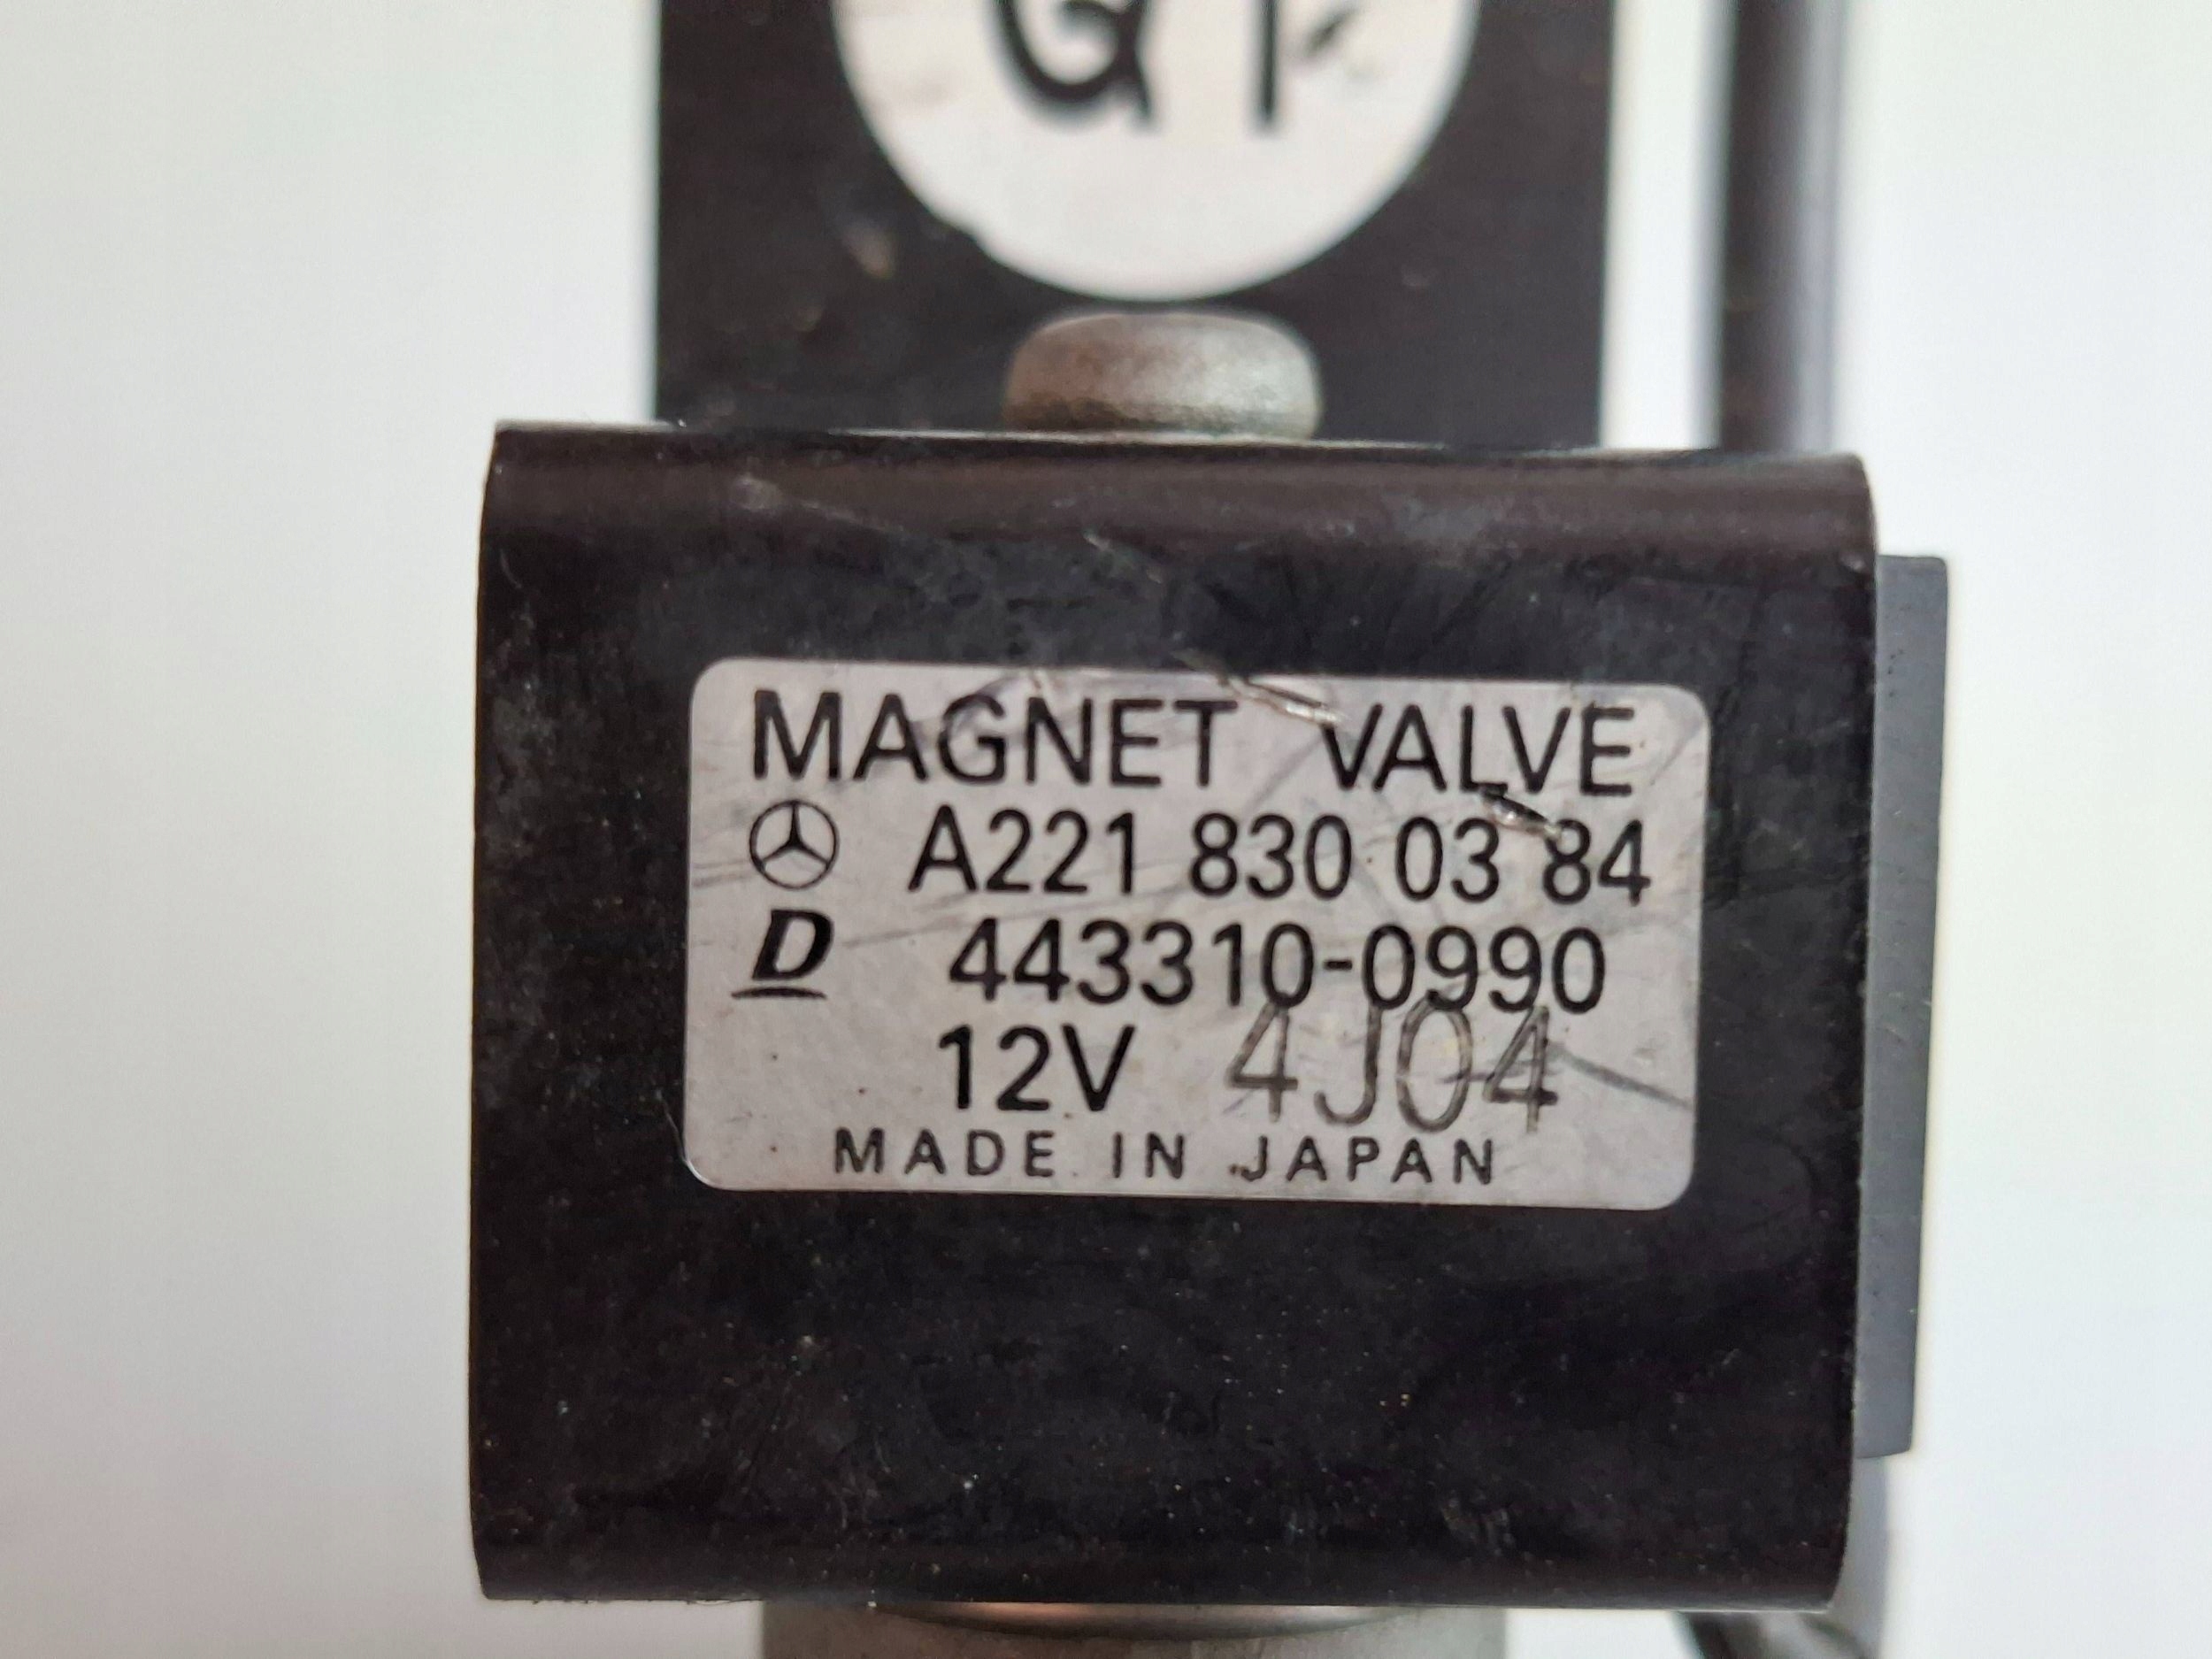 MAGNET VALVE
A221 830 03 84
D 443310-0990
12V 4J04
MADE IN JAPAN